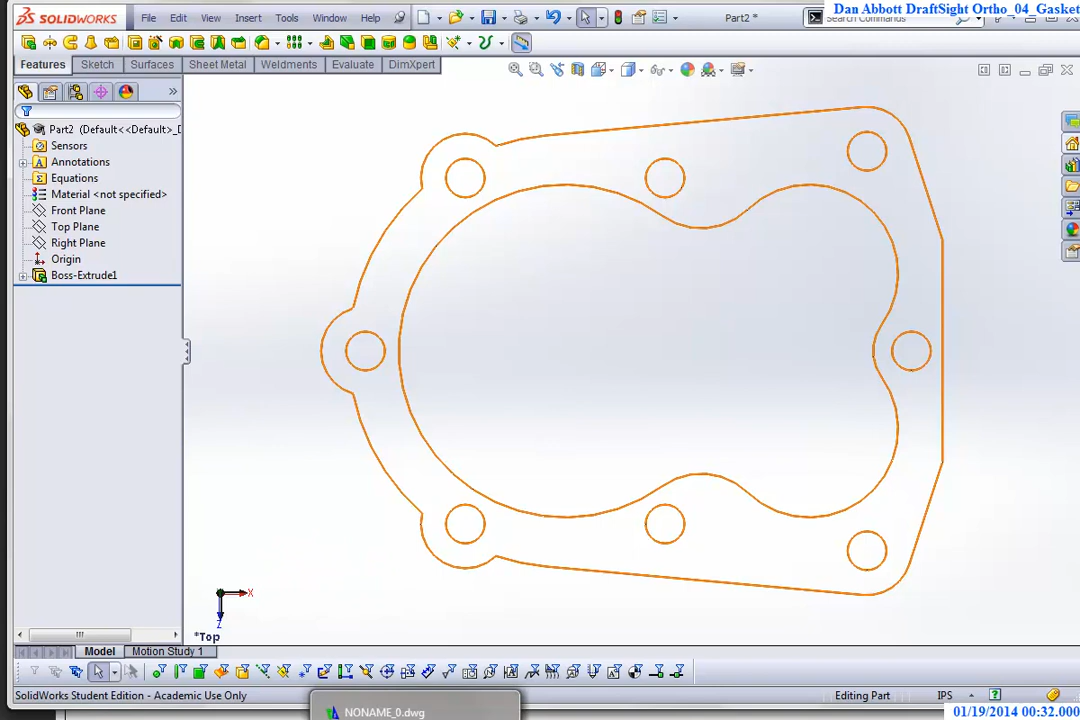 Dan Abbott DraftSight Ortho_04_Gasket
SOLIDWORKS File Edit View Insert Tools Window Help Part2 * Search Commands
Features Sketch Surfaces Sheet Metal Weldments Evaluate DimXpert
Part2 (Default<<Default>_D
Sensors
Annotations
Equations
Material <not specified>
Front Plane
Top Plane
Right Plane
Origin
Boss-Extrude1
X
Z
*Top
Model Motion Study 1
SolidWorks Student Edition - Academic Use Only Editing Part IPS
NONAME_0.dwg
01/19/2014 00:32.000